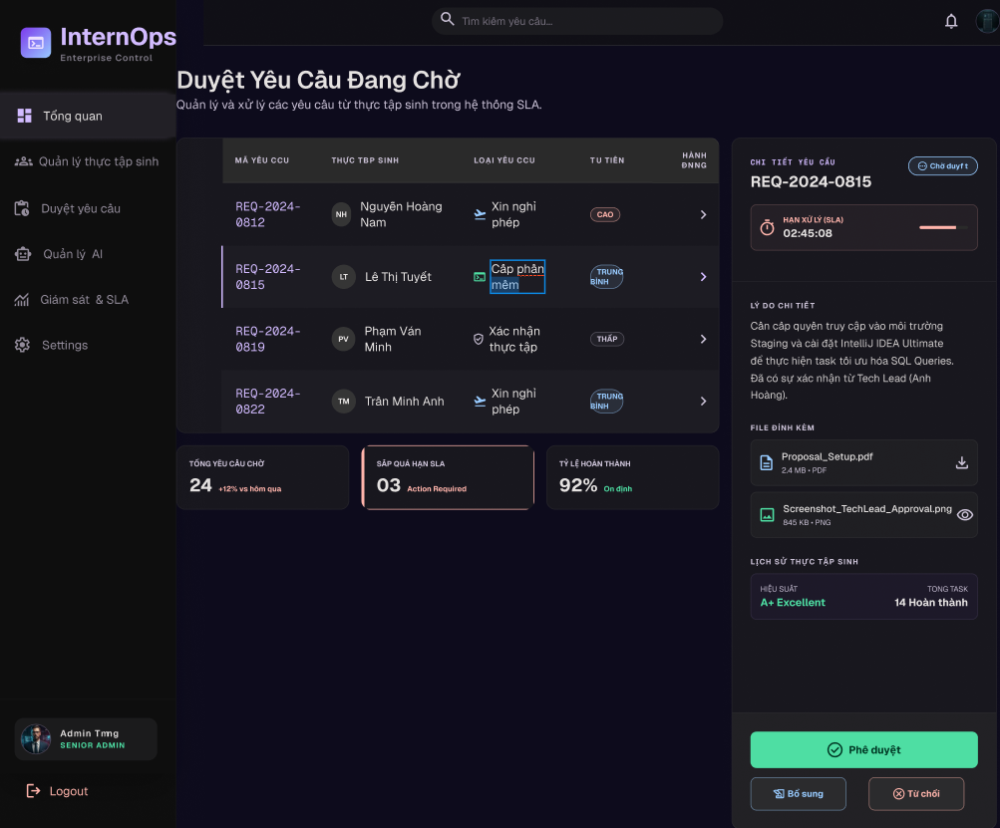 InternOps
Enterprise Control
Tìm kiếm yêu cầu...
Tổng quan
Quản lý thực tập sinh
Duyệt yêu cầu
Quản lý AI
Giám sát & SLA
Settings
Admin Tmng
SENIOR ADMIN
Logout
Duyệt Yêu Cầu Đang Chờ
Quản lý và xử lý các yêu cầu từ thực tập sinh trong hệ thống SLA.
MÃ YÊU CCU
THỰC TBP SINH
LOẠI YÊU CCU
TU TIÊN
HÀNH
ĐNNG
REQ-2024-
0812
NH
Nguyễn Hoàng
Nam
Xin nghỉ
phép
CAO
REQ-2024-
0815
LT
Lê Thị Tuyết
Cấp phần
mềm
TRUNG
BÌNH
REQ-2024-
0819
PV
Phạm Văn
Minh
Xác nhận
thực tập
THẤP
REQ-2024-
0822
TM
Trần Minh Anh
Xin nghỉ
phép
TRUNG
BÌNH
TỔNG YÊU CẦU CHỜ
24 +12% vs hôm qua
SẮP QUÁ HẠN SLA
03 Action Required
TỶ LỆ HOÀN THÀNH
92% On định
CHI TIẾT YÊU CẦU
REQ-2024-0815
Chờ duyf t
HẠN XỬ LÝ (SLA)
02:45:08
LÝ DO CHI TIẾT
Cần cấp quyền truy cập vào môi trường
Staging và cài đặt IntelliJ IDEA Ultimate
để thực hiện task tối ưu hóa SQL Queries.
Đã có sự xác nhận từ Tech Lead (Anh
Hoàng).
FILE ĐÍNH KÈM
Proposal_Setup.pdf
2.4 MB • PDF
Screenshot_TechLead_Approval.png
845 KB • PNG
LỊCH SỬ THỰC TẬP SINH
HIỆU SUẤT
A+ Excellent
TONG TASK
14 Hoàn thành
Phê duyệt
Bổ sung
Từ chối